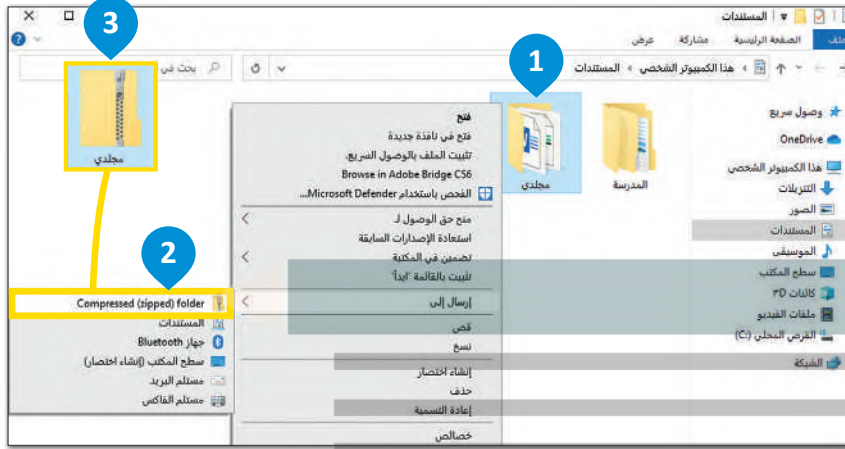 المستندات
ملف الصفحة الرئيسية مشاركة عرض
هذا الكمبيوتر الشخصي › المستندات
بحث في
3
1
2
وصول سريع
OneDrive
هذا الكمبيوتر الشخصي
التنزيلات
الصور
المستندات
الموسيقى
سطح المكتب
كائنات ٣D
ملفات الفيديو
القرص المحلي (C:)
الشبكة
المدرسة
مجلدي
فتح
فتح في نافذة جديدة
تثبيت الملف بالوصول السريع.
Browse in Adobe Bridge CS6
الفحص باستخدام Microsoft Defender...
منح حق الوصول لـ
استعادة الإصدارات السابقة
تضمين في المكتبة
تثبيت بالقائمة "ابدأ"
إرسال إلى
قص
نسخ
إنشاء اختصار
حذف
إعادة التسمية
خصائص
مجلدي
Compressed (zipped) folder
المستندات
جهاز Bluetooth
سطح المكتب (إنشاء اختصار)
مستلم البريد
مستلم الفاكس